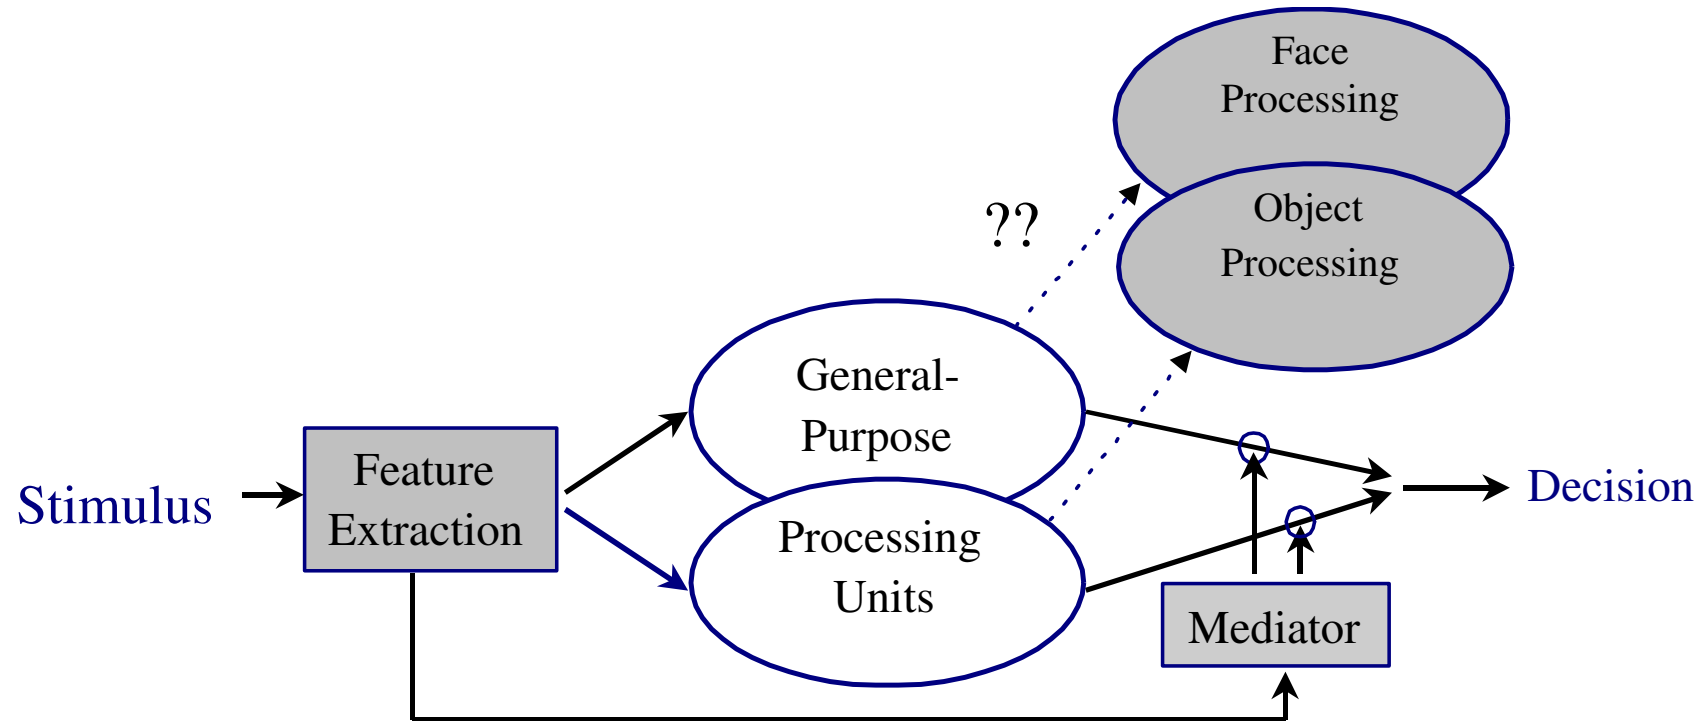 Face
Processing
Object
Processing
??
General-
Purpose
Feature
Extraction
Stimulus
Processing
Units
Decision
Mediator